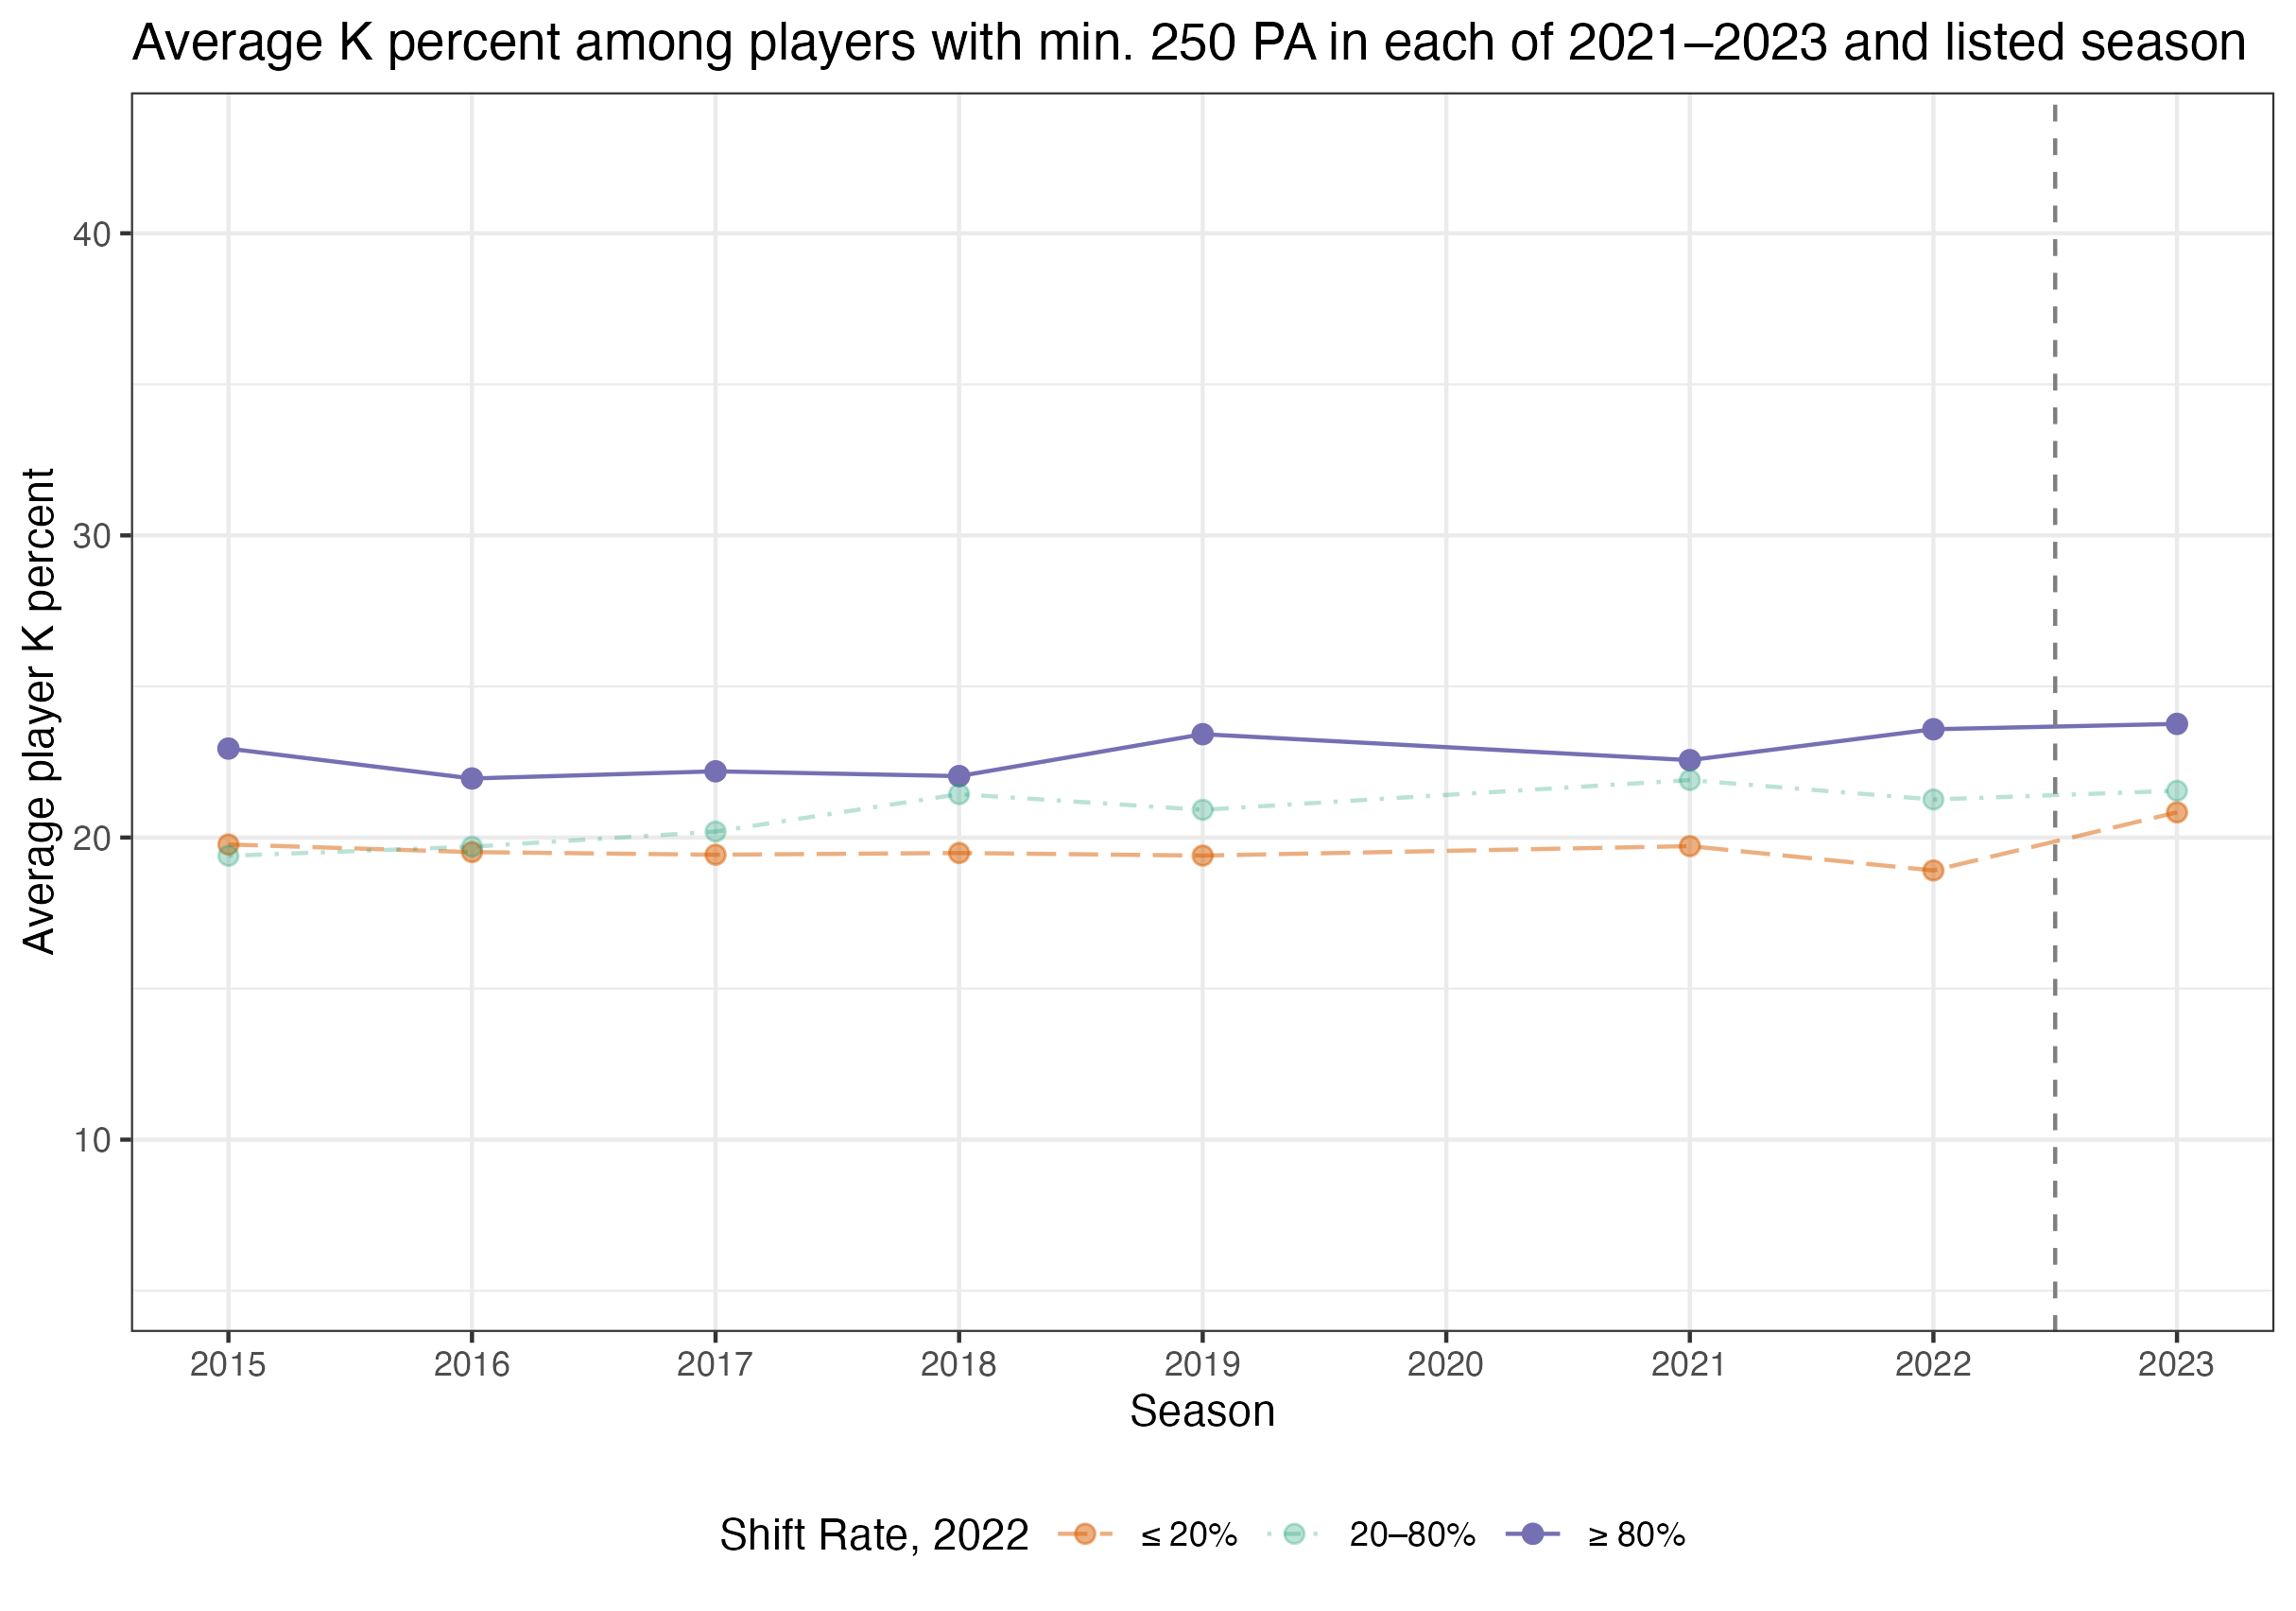 Average K percent among players with min. 250 PA in each of 2021–2023 and listed season
Average player K percent
40
30
20
10
2015 2016 2017 2018 2019 2020 2021 2022 2023
Season
Shift Rate, 2022 ≤ 20% 20–80% ≥ 80%